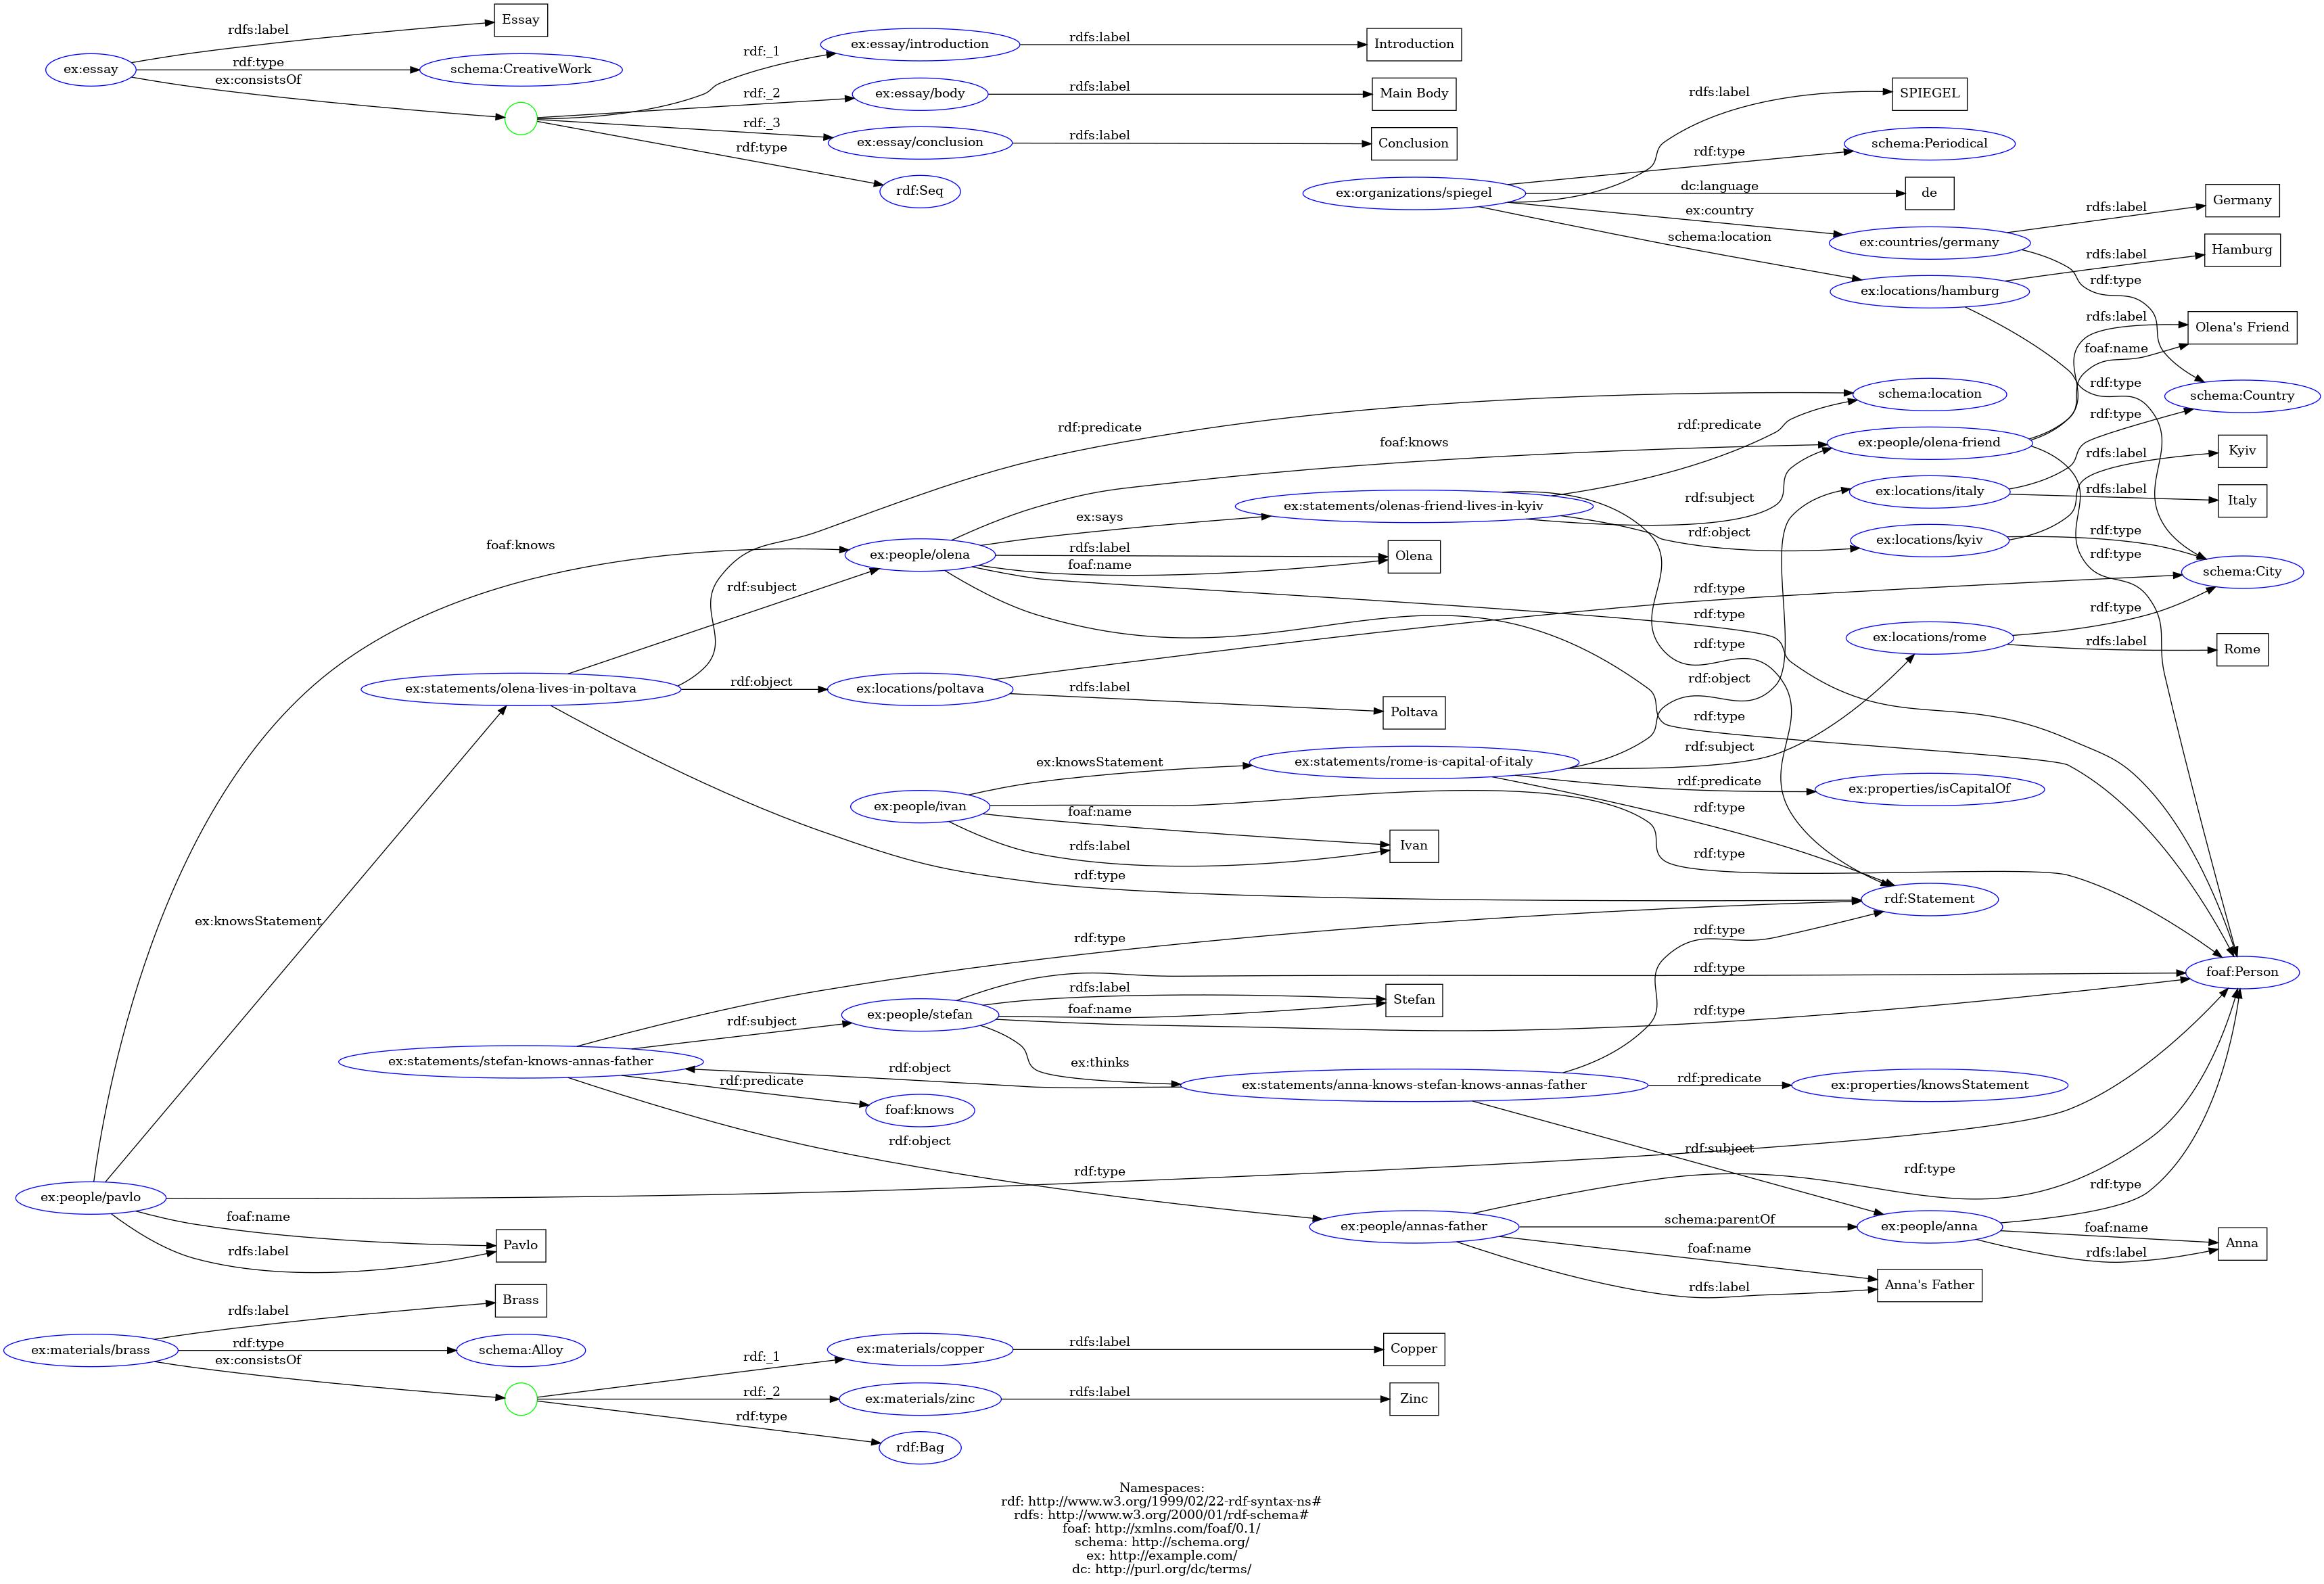 Essay
rdfs:label
ex:essay
rdf:type
schema:CreativeWork
ex:consistsOf
rdf:_1
ex:essay/introduction
rdfs:label
Introduction
rdf:_2
ex:essay/body
rdfs:label
Main Body
rdf:_3
ex:essay/conclusion
rdfs:label
Conclusion
rdf:type
rdf:Seq
ex:organizations/spiegel
rdfs:label
SPIEGEL
rdf:type
schema:Periodical
dc:language
de
ex:country
ex:countries/germany
schema:location
ex:locations/hamburg
rdfs:label
Germany
rdfs:label
Hamburg
rdf:type
rdfs:label
Olena's Friend
foaf:name
rdf:type
schema:Country
rdf:predicate
schema:location
rdf:predicate
rdf:type
foaf:knows
ex:people/olena-friend
rdfs:label
Kyiv
rdf:subject
ex:locations/italy
rdfs:label
Italy
ex:says
ex:statements/olenas-friend-lives-in-kyiv
rdf:object
ex:locations/kyiv
rdf:type
foaf:knows
ex:people/olena
rdfs:label
Olena
foaf:name
rdf:type
schema:City
rdf:subject
rdf:type
rdf:type
rdf:type
ex:locations/rome
rdf:type
rdfs:label
Rome
rdf:type
ex:statements/olena-lives-in-poltava
rdf:object
ex:locations/poltava
rdfs:label
Poltava
rdf:object
rdf:type
rdf:subject
ex:knowsStatement
ex:statements/rome-is-capital-of-italy
rdf:predicate
ex:properties/isCapitalOf
ex:people/ivan
foaf:name
rdf:type
rdfs:label
Ivan
rdf:type
rdf:type
rdf:Statement
ex:knowsStatement
rdf:type
rdf:type
rdf:type
foaf:Person
rdfs:label
Stefan
ex:people/stefan
foaf:name
rdf:type
rdf:subject
ex:statements/stefan-knows-annas-father
rdf:object
ex:thinks
rdf:predicate
foaf:knows
ex:statements/anna-knows-stefan-knows-annas-father
rdf:predicate
ex:properties/knowsStatement
rdf:object
rdf:subject
rdf:type
rdf:type
rdf:type
ex:people/pavlo
foaf:name
rdfs:label
Pavlo
ex:people/annas-father
schema:parentOf
ex:people/anna
foaf:name
Anna
rdfs:label
foaf:name
rdfs:label
Anna's Father
rdfs:label
Brass
ex:materials/brass
rdf:type
schema:Alloy
ex:consistsOf
rdf:_1
ex:materials/copper
rdfs:label
Copper
rdf:_2
ex:materials/zinc
rdfs:label
Zinc
rdf:type
rdf:Bag
Namespaces:
rdf: http://www.w3.org/1999/02/22-rdf-syntax-ns#
rdfs: http://www.w3.org/2000/01/rdf-schema#
foaf: http://xmlns.com/foaf/0.1/
schema: http://schema.org/
ex: http://example.com/
dc: http://purl.org/dc/terms/